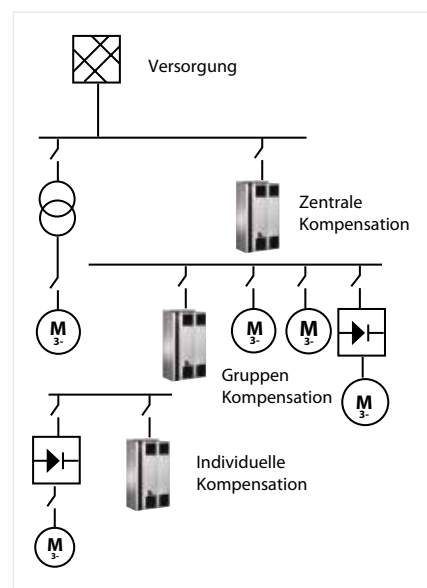 Versorgung
Zentrale
Kompensation
M
3~
M
3~
M
3~
Gruppen
Kompensation
M
3~
Individuelle
Kompensation
M
3~